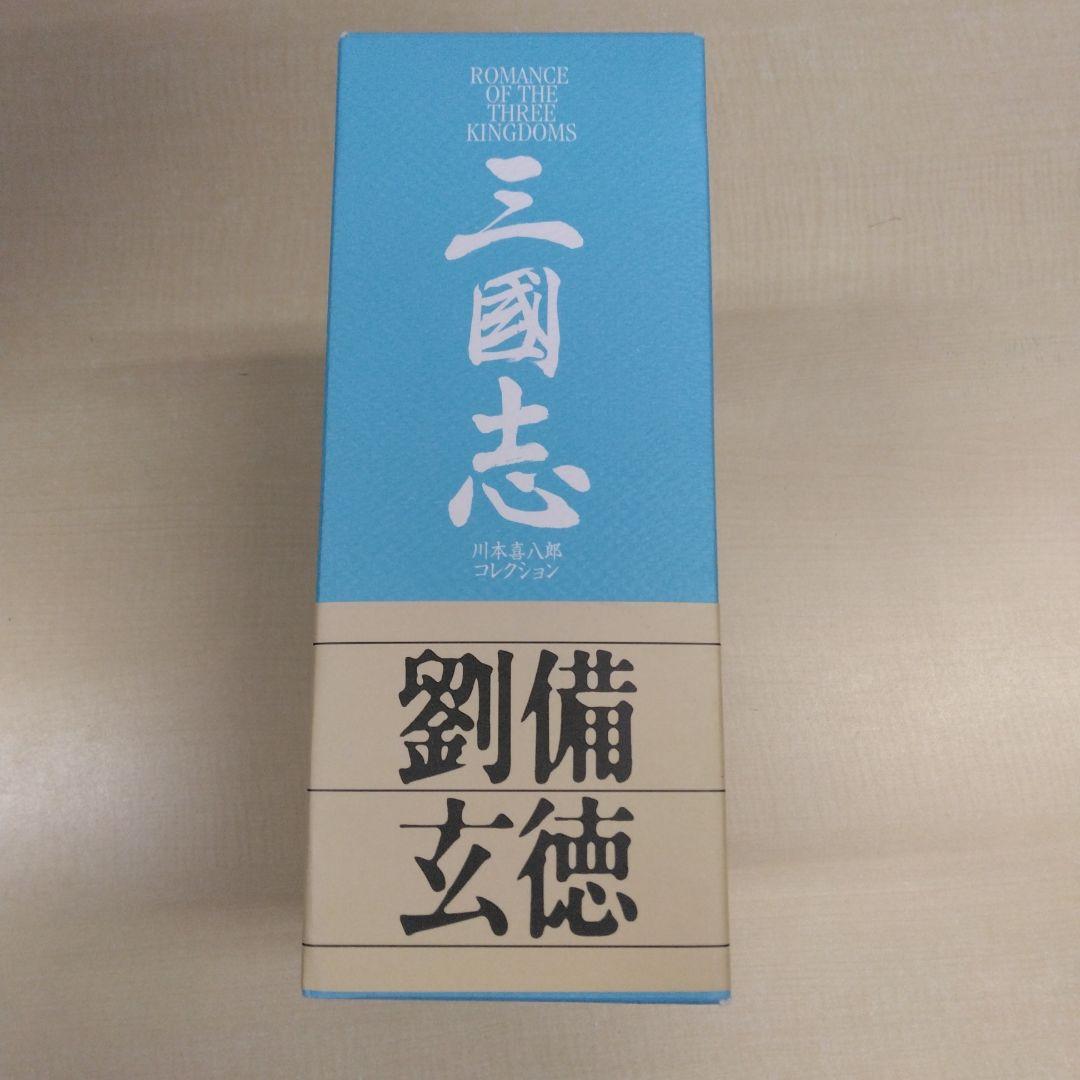 ROMANCE
OF THE
THREE
KINGDOMS
三國志
川本喜八郎
コレクション
劉備
玄徳